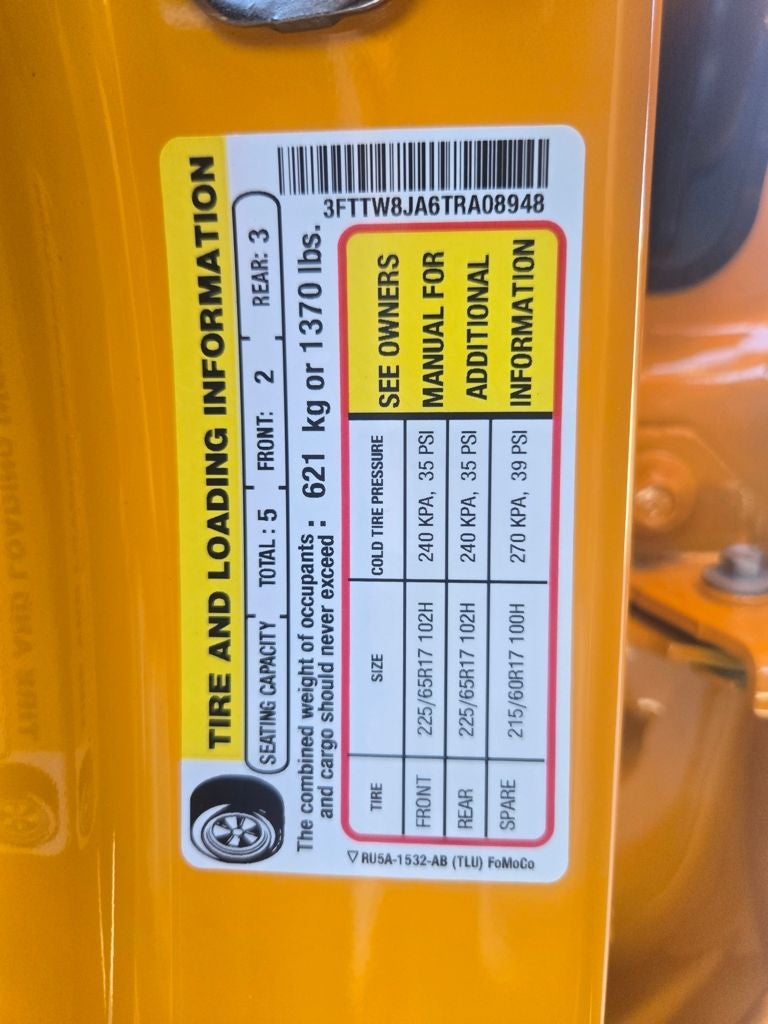 TIRE AND LOADING INFORMATION
SEATING CAPACITY TOTAL : 5 FRONT: 2 REAR: 3
The combined weight of occupants
and cargo should never exceed : 621 kg or 1370 lbs.
3FTTW8JA6TRA08948
TIRE SIZE COLD TIRE PRESSURE
FRONT 225/65R17 102H 240 KPA, 35 PSI
REAR 225/65R17 102H 240 KPA, 35 PSI
SPARE 215/60R17 100H 270 KPA, 39 PSI
SEE OWNERS
MANUAL FOR
ADDITIONAL
INFORMATION
RU5A-1532-AB (TLU) FoMoCo